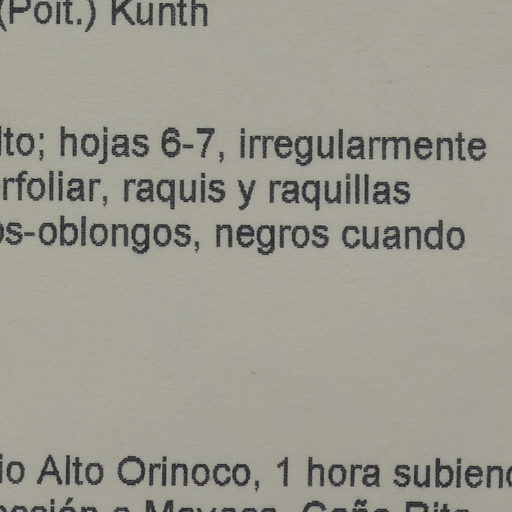 (Poit.) Kunth
lto; hojas 6-7, irregularmente
rfoliar, raquis y raquillas
os-oblongos, negros cuando
io Alto Orinoco, 1 hora subiend